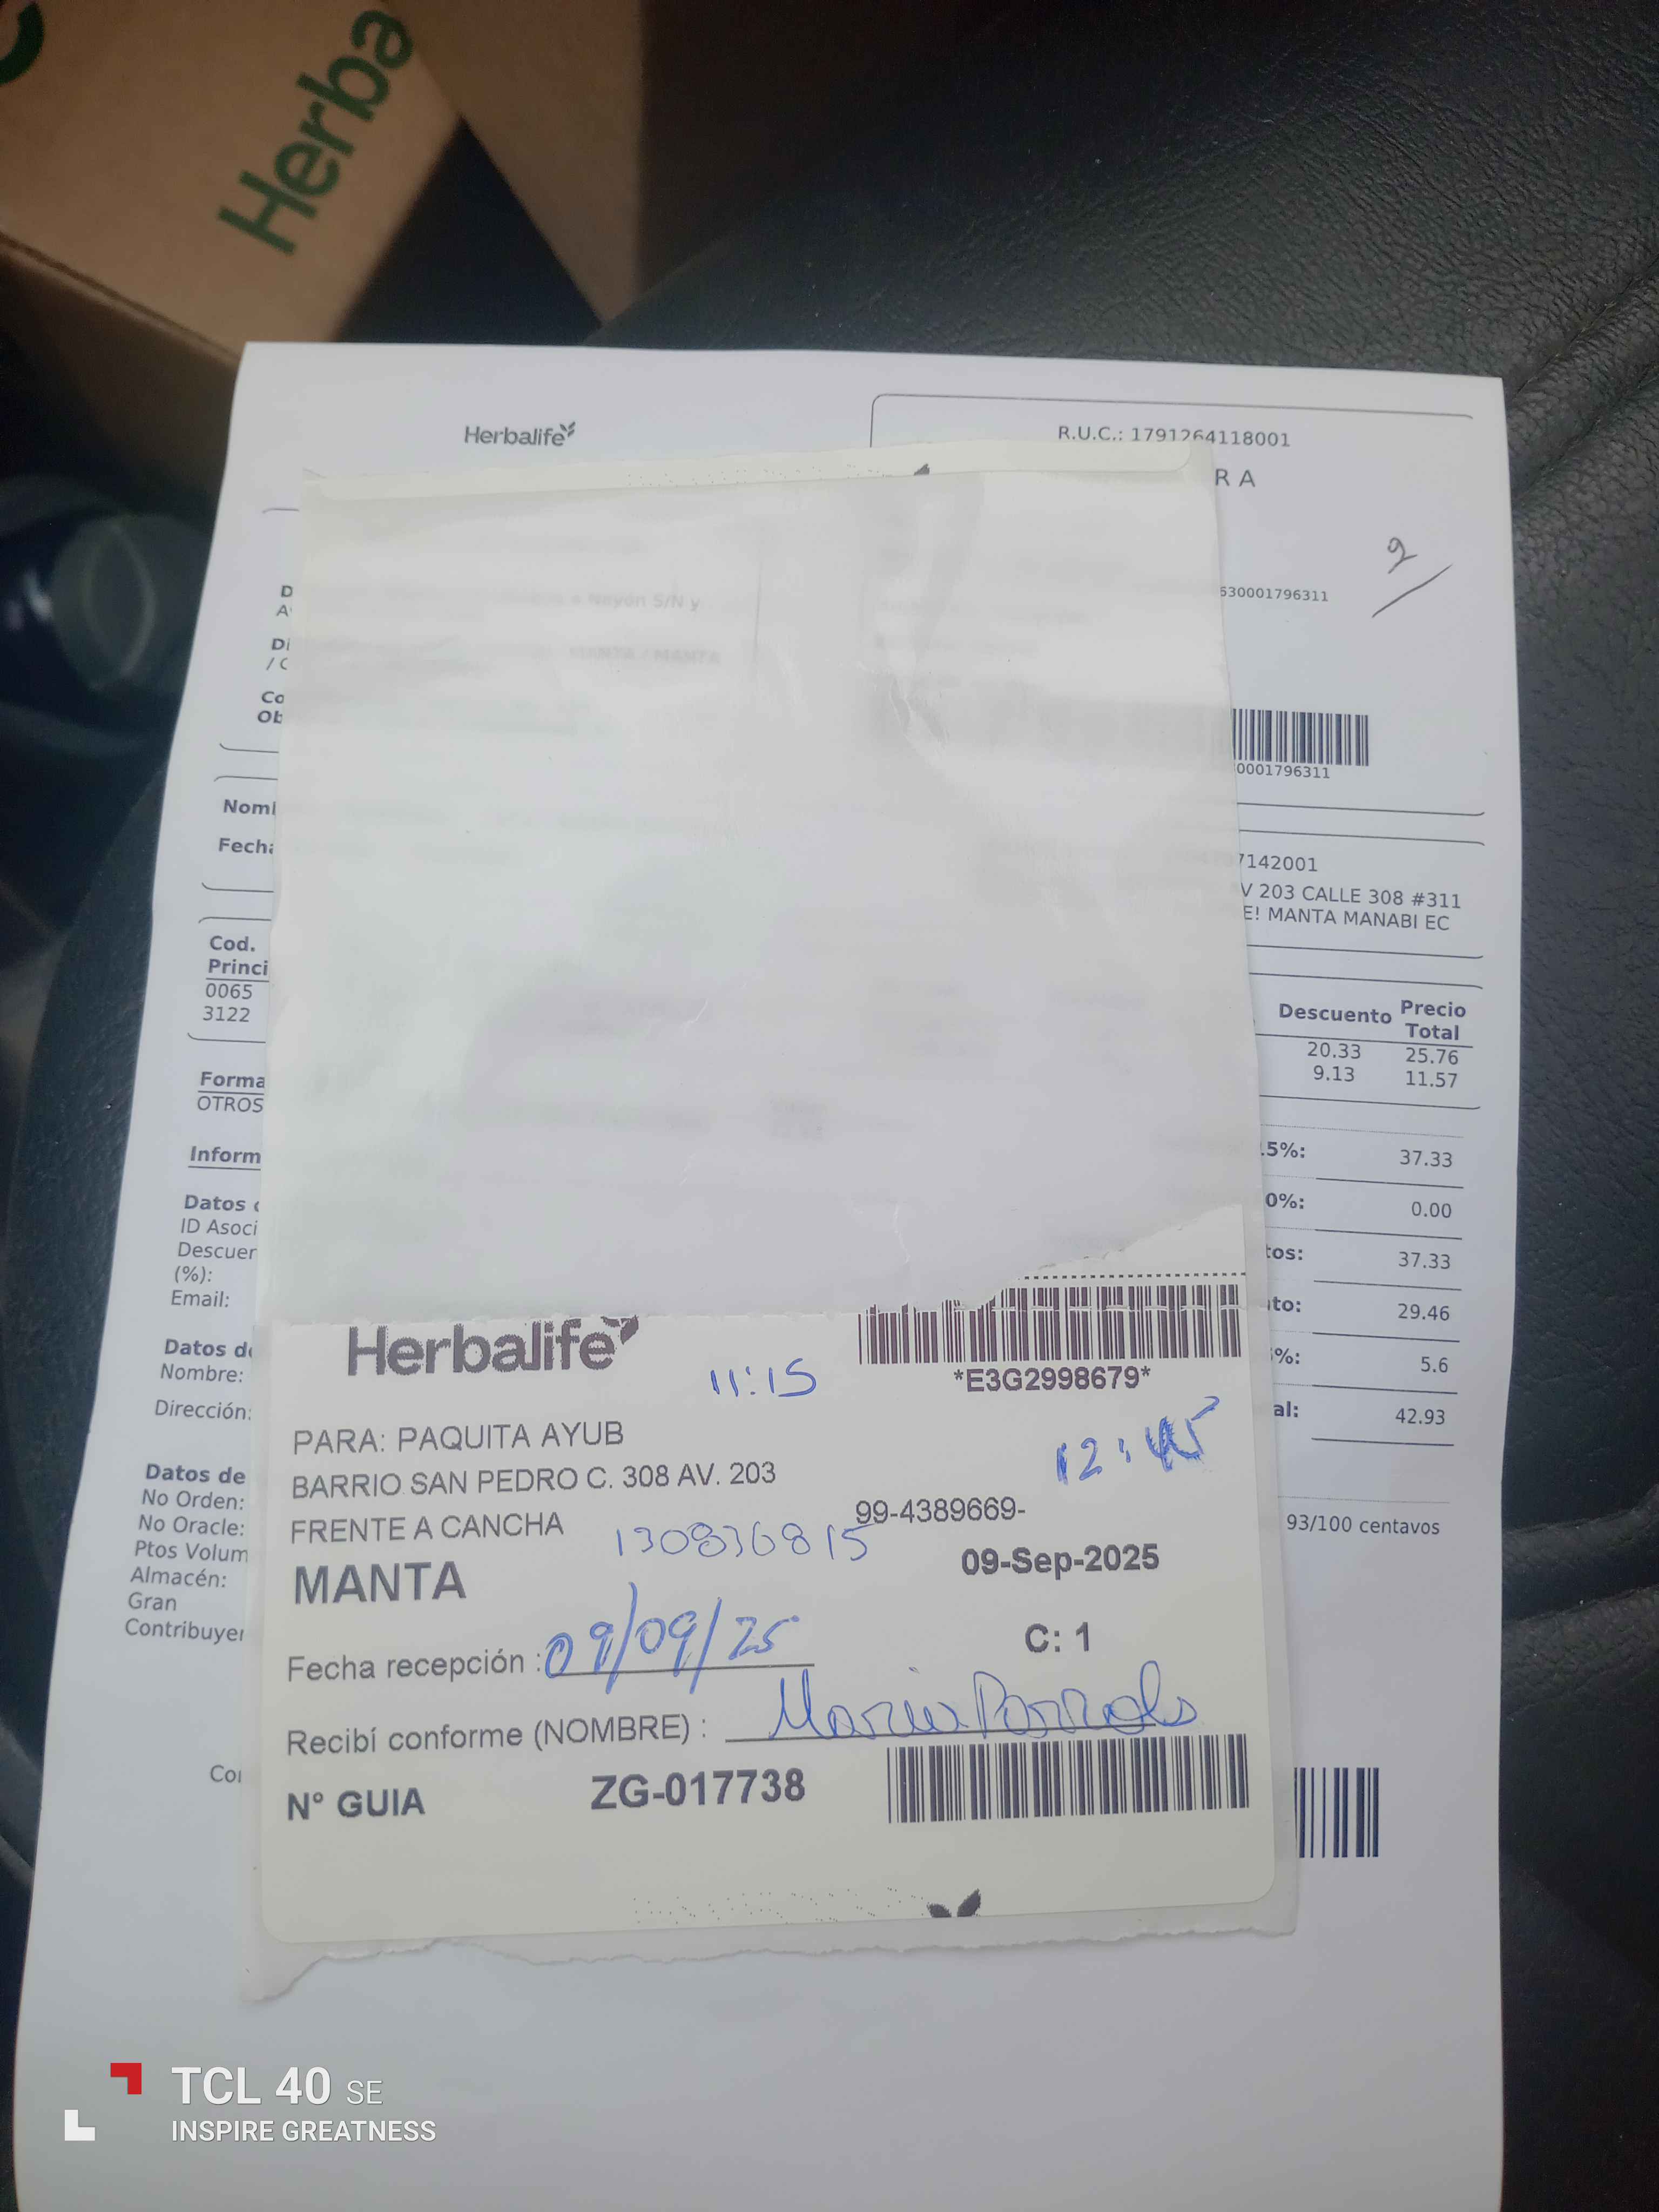 Herba
Herbalife
R.U.C.: 1791264118001
R A
630001796311
2
0001796311
Fecha
7142001
V 203 CALLE 308 #311
E! MANTA MANABI EC
Cod.
Princi
Descuento Precio Total
0065 20.33 25.76
3122 9.13 11.57
Forma
OTROS
Inform
.5%: 37.33
0%: 0.00
tos: 37.33
to: 29.46
%: 5.6
al: 42.93
Datos
ID Asoci
Descuer
(%):
Email:
Datos de
Nombre:
Dirección:
Datos de
No Orden:
No Oracle:
Ptos Volum
Almacén:
Gran
Contribuyer
93/100 centavos
Herbalife
11:15
*E3G2998679*
PARA: PAQUITA AYUB
12:45
BARRIO SAN PEDRO C. 308 AV. 203
FRENTE A CANCHA
99-4389669-
130836815
MANTA
09-Sep-2025
Fecha recepción : 09/09/25
C: 1
Recibí conforme (NOMBRE) :
N° GUIA ZG-017738
TCL 40 SE
INSPIRE GREATNESS